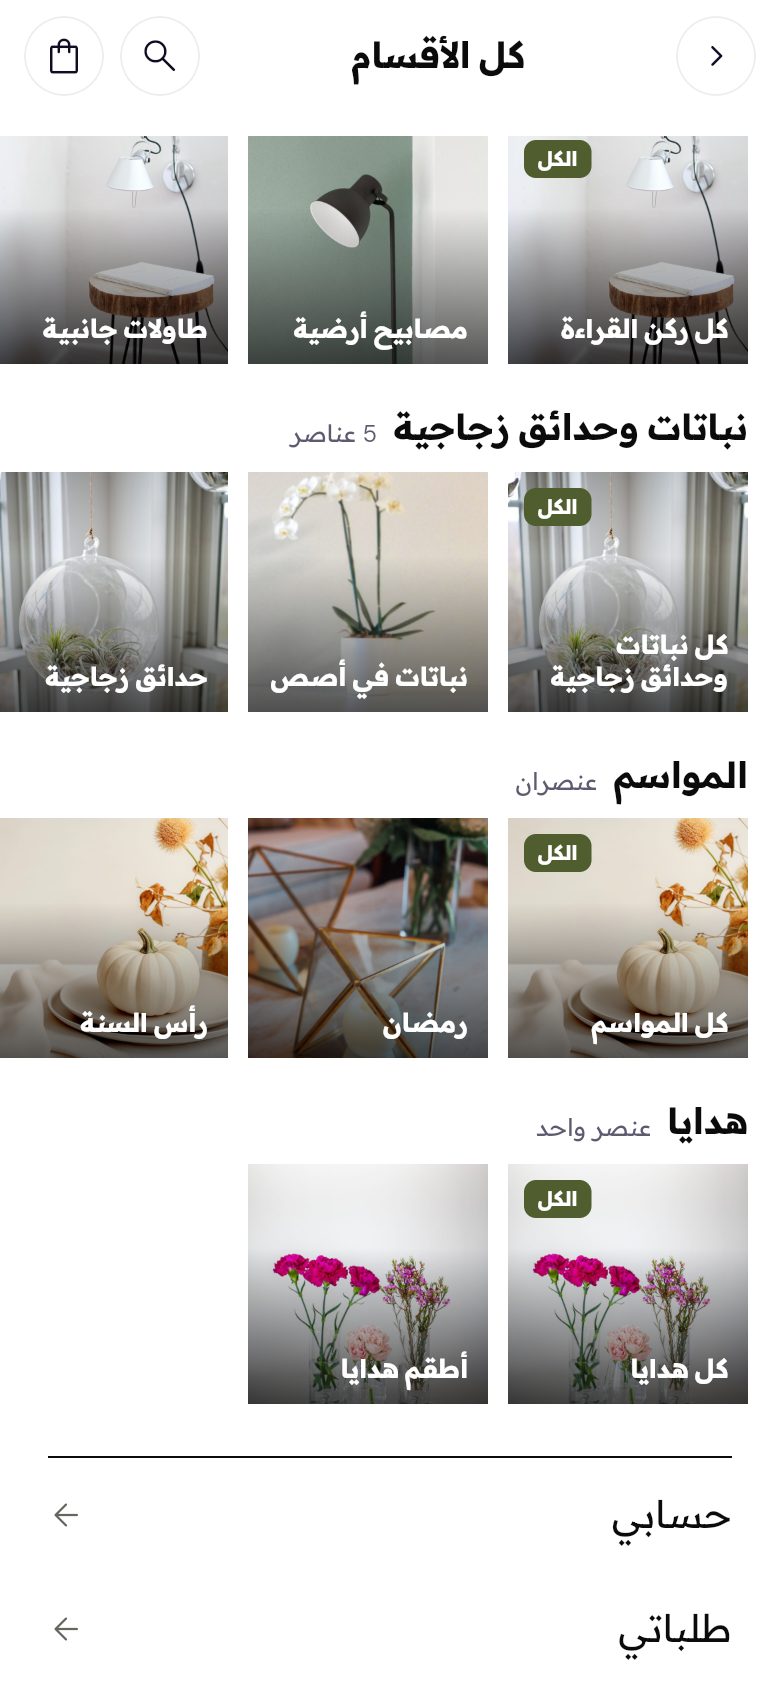 كل الأقسام
الكل
كل ركن القراءة
مصابيح أرضية
طاولات جانبية
نباتات وحدائق زجاجية
5 عناصر
الكل
كل نباتات
وحدائق زجاجية
نباتات في أصص
حدائق زجاجية
المواسم
عنصران
الكل
كل المواسم
رمضان
رأس السنة
هدايا
عنصر واحد
الكل
كل هدايا
أطقم هدايا
حسابي
طلباتي